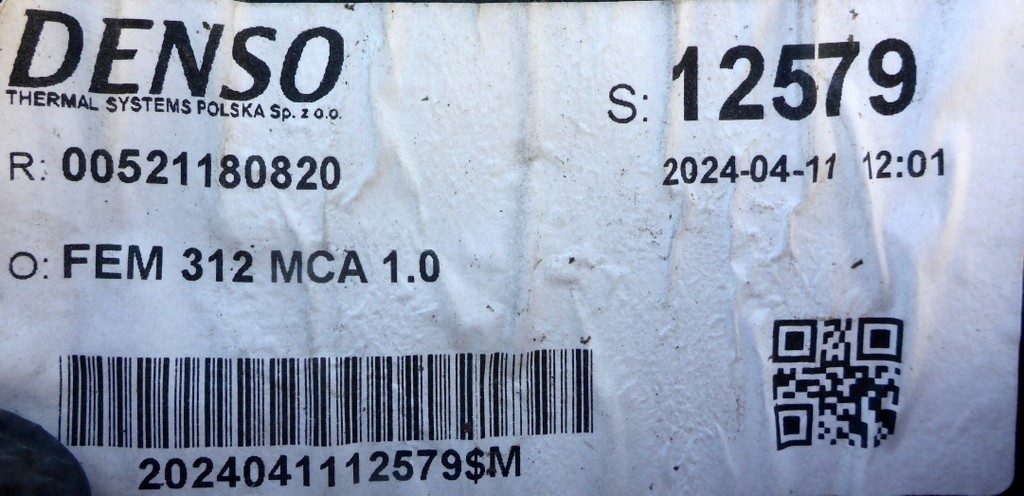 DENSO
THERMAL SYSTEMS POLSKA Sp. z o.o.
S: 12579
R: 00521180820
2024-04-11 12:01
O: FEM 312 MCA 1.0
2024041112579$M